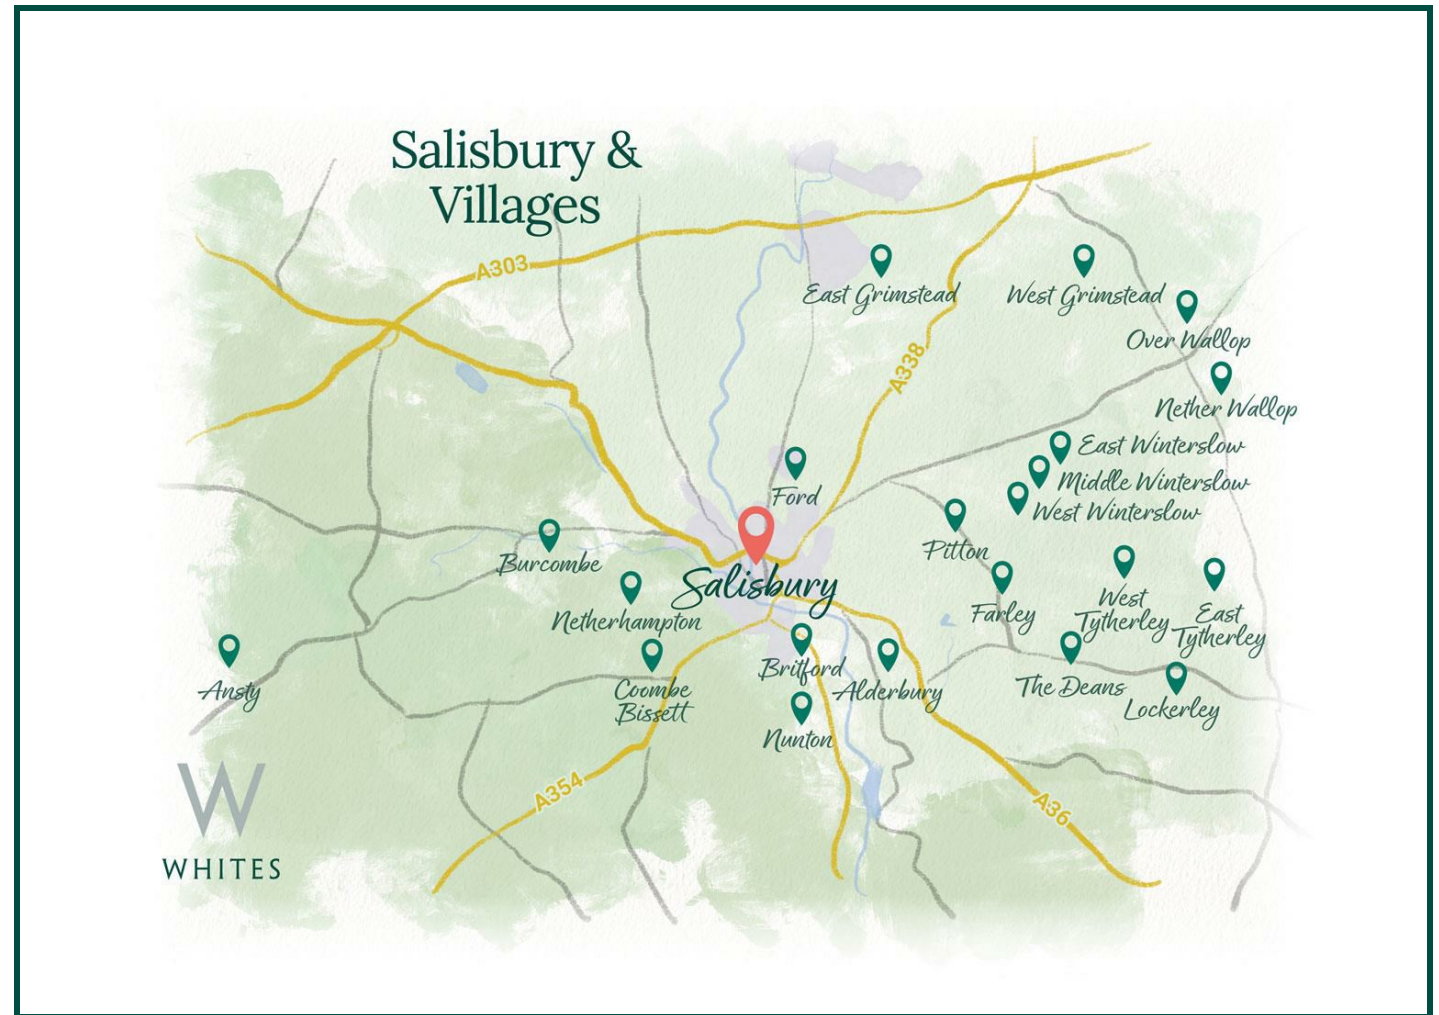 Salisbury &
Villages
A303
East Grimstead
West Grimstead
Over Wallop
A338
Nether Wallop
East Winterslow
Middle Winterslow
West Winterslow
Ford
Pitton
Burcombe
Salisbury
Netherhampton
Farley
West
Tytherley
East
Tytherley
Britford
Ansty
Coombe
Bissett
Alderbury
The Deans
Lockerley
Nunton
A354
A36
W
WHITES